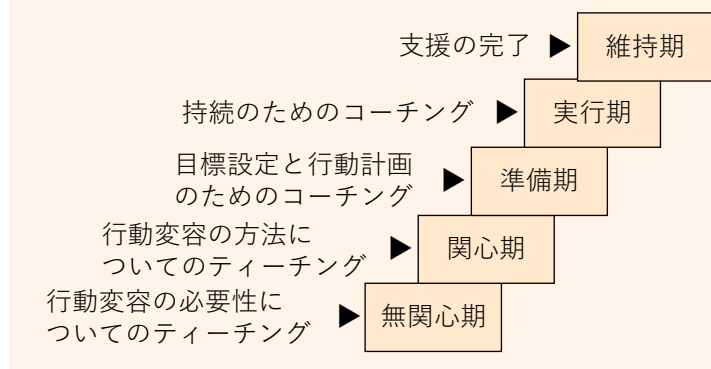 支援の完了 ▶ 維持期
持続のためのコーチング ▶ 実行期
目標設定と行動計画
のためのコーチング ▶ 準備期
行動変容の方法に
ついてのティーチング ▶ 関心期
行動変容の必要性に
ついてのティーチング ▶ 無関心期